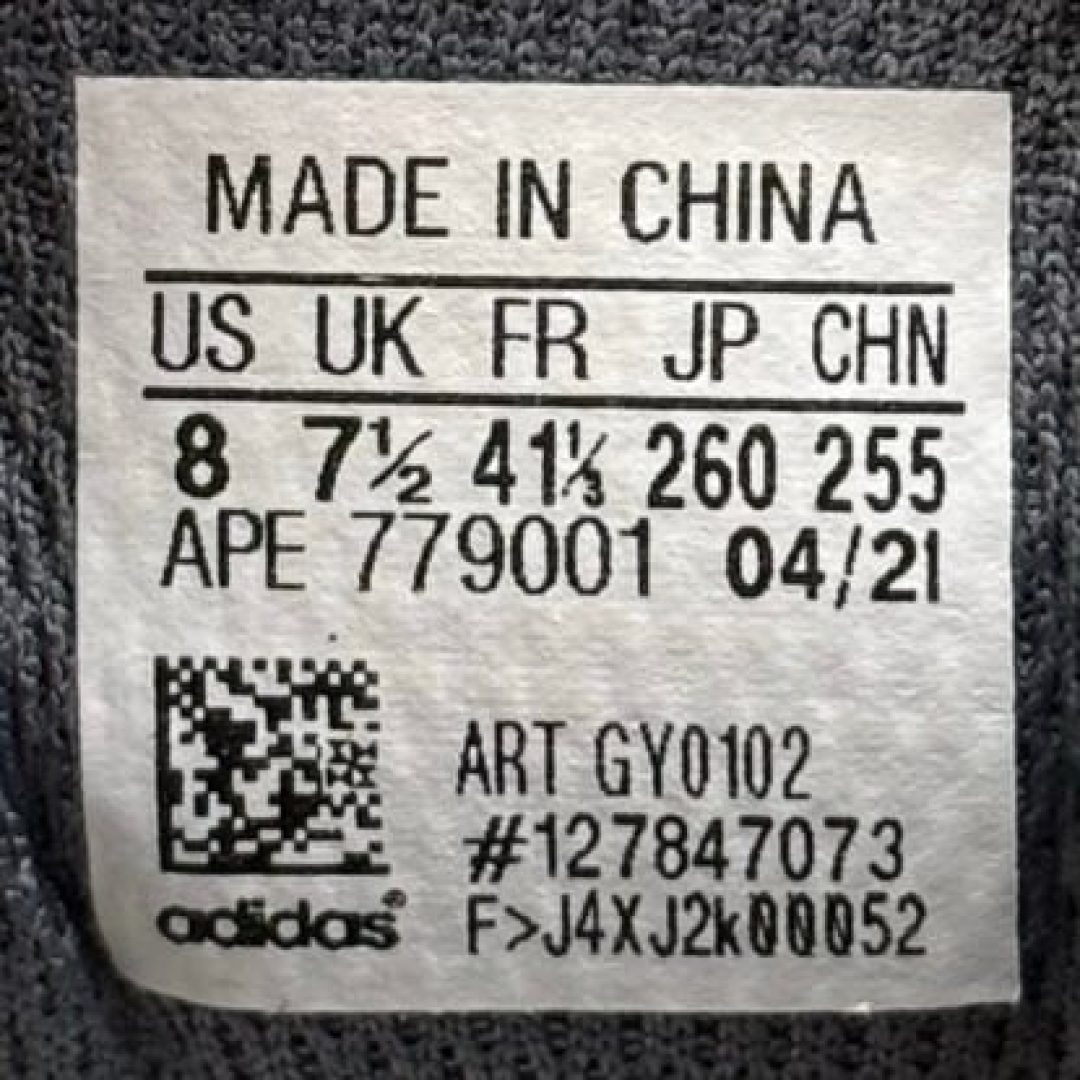 MADE IN CHINA
US UK FR JP CHN
8 7½ 41⅓ 260 255
APE 779001 04/21
ART GY0102
#127847073
F>J4XJ2k00052
adidas®